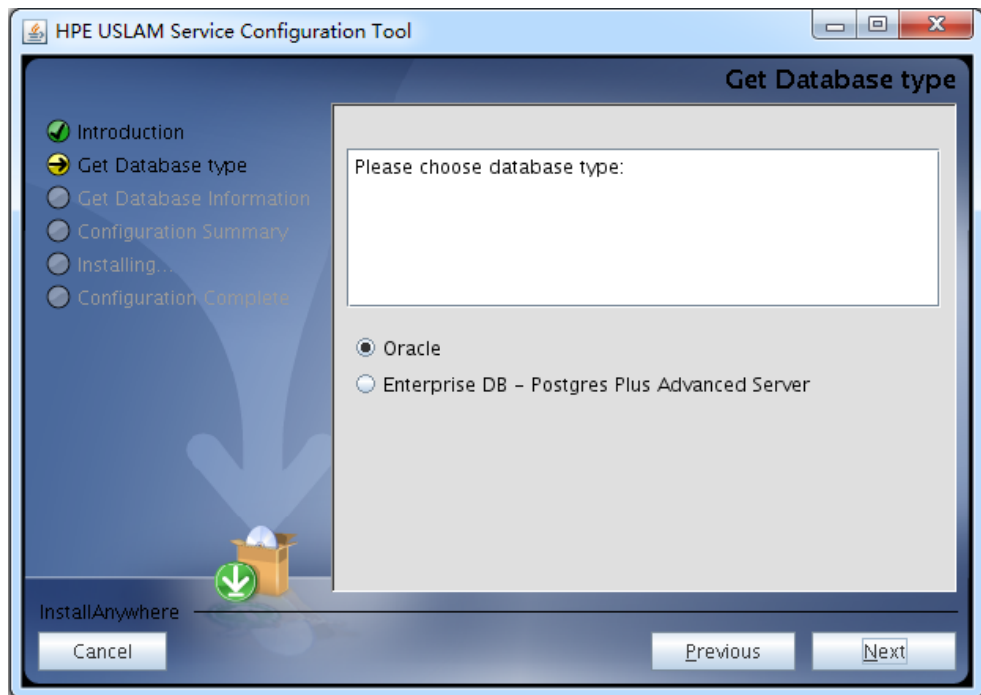 HPE USLAM Service Configuration Tool
Get Database type
Introduction
Get Database type
Get Database Information
Configuration Summary
Installing...
Configuration Complete
Please choose database type:
Oracle
Enterprise DB – Postgres Plus Advanced Server
InstallAnywhere
Cancel
Previous
Next